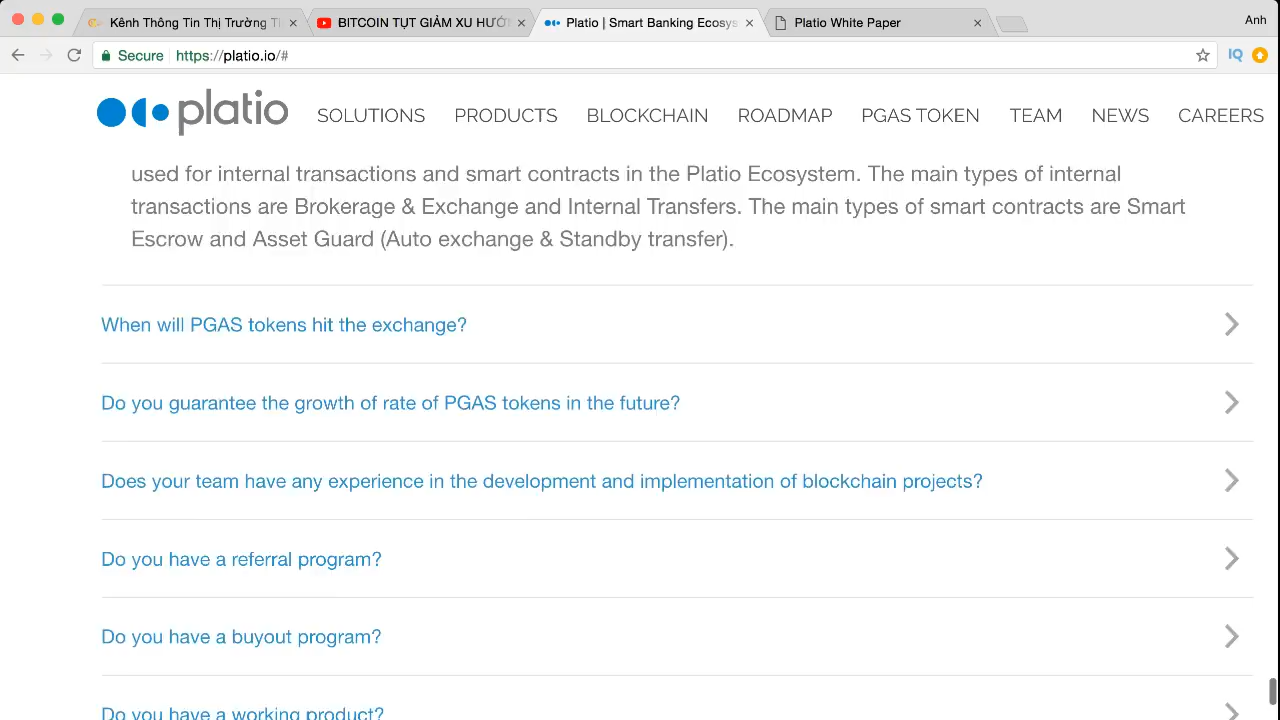 Kênh Thông Tin Thị Trường Ti
BITCOIN TỤT GIẢM XU HƯỚ
Platio | Smart Banking Ecosys
Platio White Paper
Anh
Secure https://platio.io/#
IQ
platio
SOLUTIONS PRODUCTS BLOCKCHAIN ROADMAP PGAS TOKEN TEAM NEWS CAREERS
used for internal transactions and smart contracts in the Platio Ecosystem. The main types of internal
transactions are Brokerage & Exchange and Internal Transfers. The main types of smart contracts are Smart
Escrow and Asset Guard (Auto exchange & Standby transfer).
When will PGAS tokens hit the exchange?
Do you guarantee the growth of rate of PGAS tokens in the future?
Does your team have any experience in the development and implementation of blockchain projects?
Do you have a referral program?
Do you have a buyout program?
Do you have a working product?